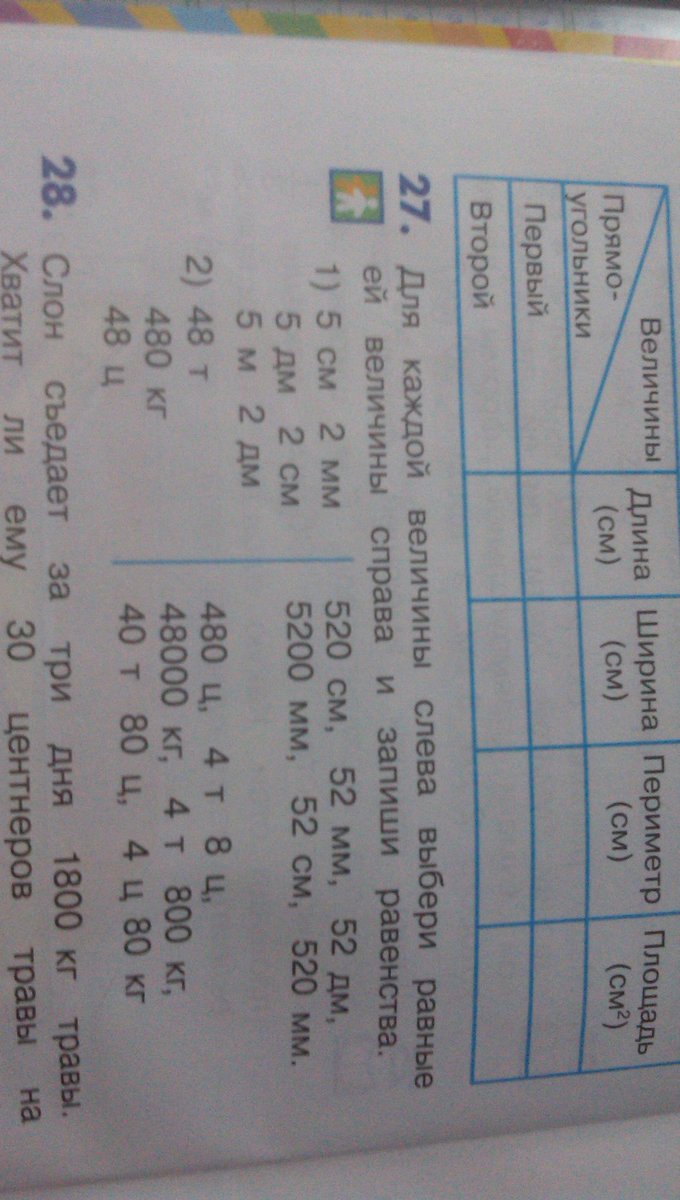 Величины
Прямо-
угольники
Длина
(см)
Ширина
(см)
Периметр
(см)
Площадь
(см²)
Первый
Второй
27. Для каждой величины слева выбери равные
ей величины справа и запиши равенства.
1) 5 см 2 мм
5 дм 2 см
5 м 2 дм
520 см, 52 мм, 52 дм,
5200 мм, 52 см, 520 мм.
2) 48 т
480 кг
48 ц
480 ц, 4 т 8 ц,
48000 кг, 4 т 800 кг,
40 т 80 ц, 4 ц 80 кг
28. Слон съедает за три дня 1800 кг травы.
Хватит ли ему 30 центнеров травы на